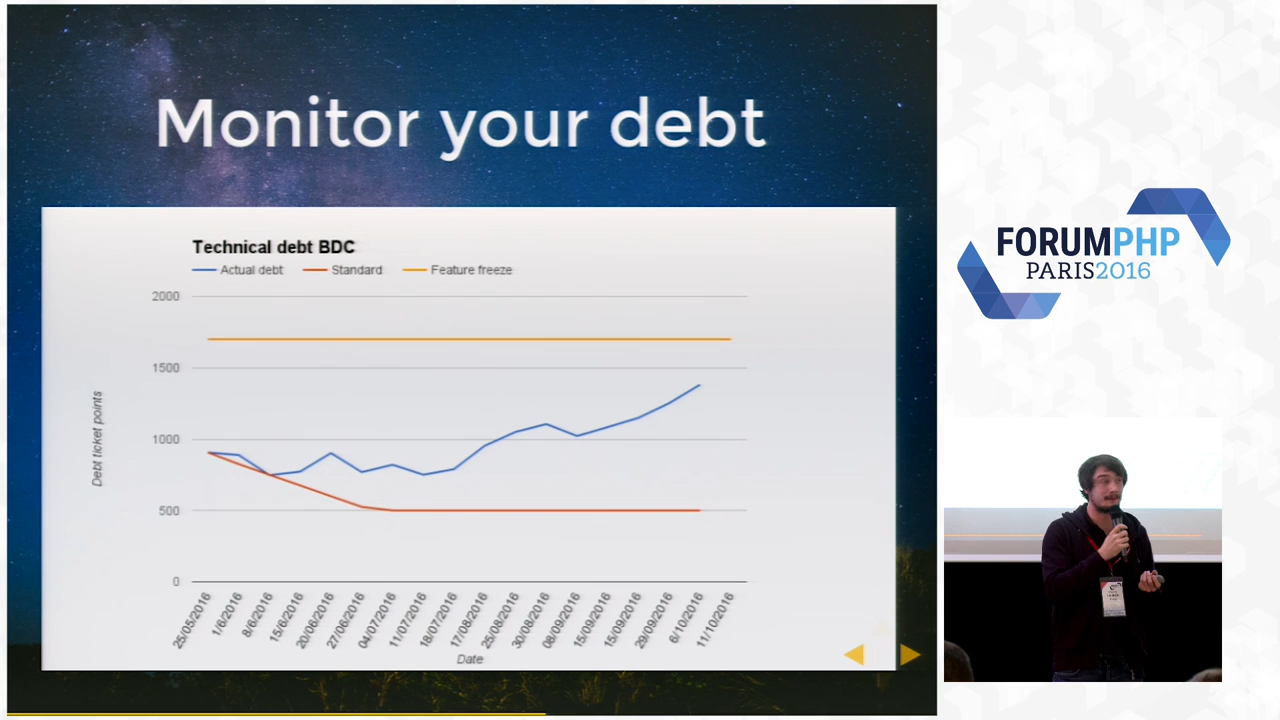 Monitor your debt
Technical debt BDC
Actual debt
Standard
Feature freeze
2000
1500
1000
500
0
Debt ticket points
25/05/2016
1/6/2016
8/6/2016
15/6/2016
20/06/2016
27/06/2016
04/07/2016
11/07/2016
18/07/2016
17/08/2016
25/08/2016
30/08/2016
08/09/2016
15/09/2016
15/09/2016
29/09/2016
6/10/2016
11/10/2016
Date
FORUMPHP
PARIS2016